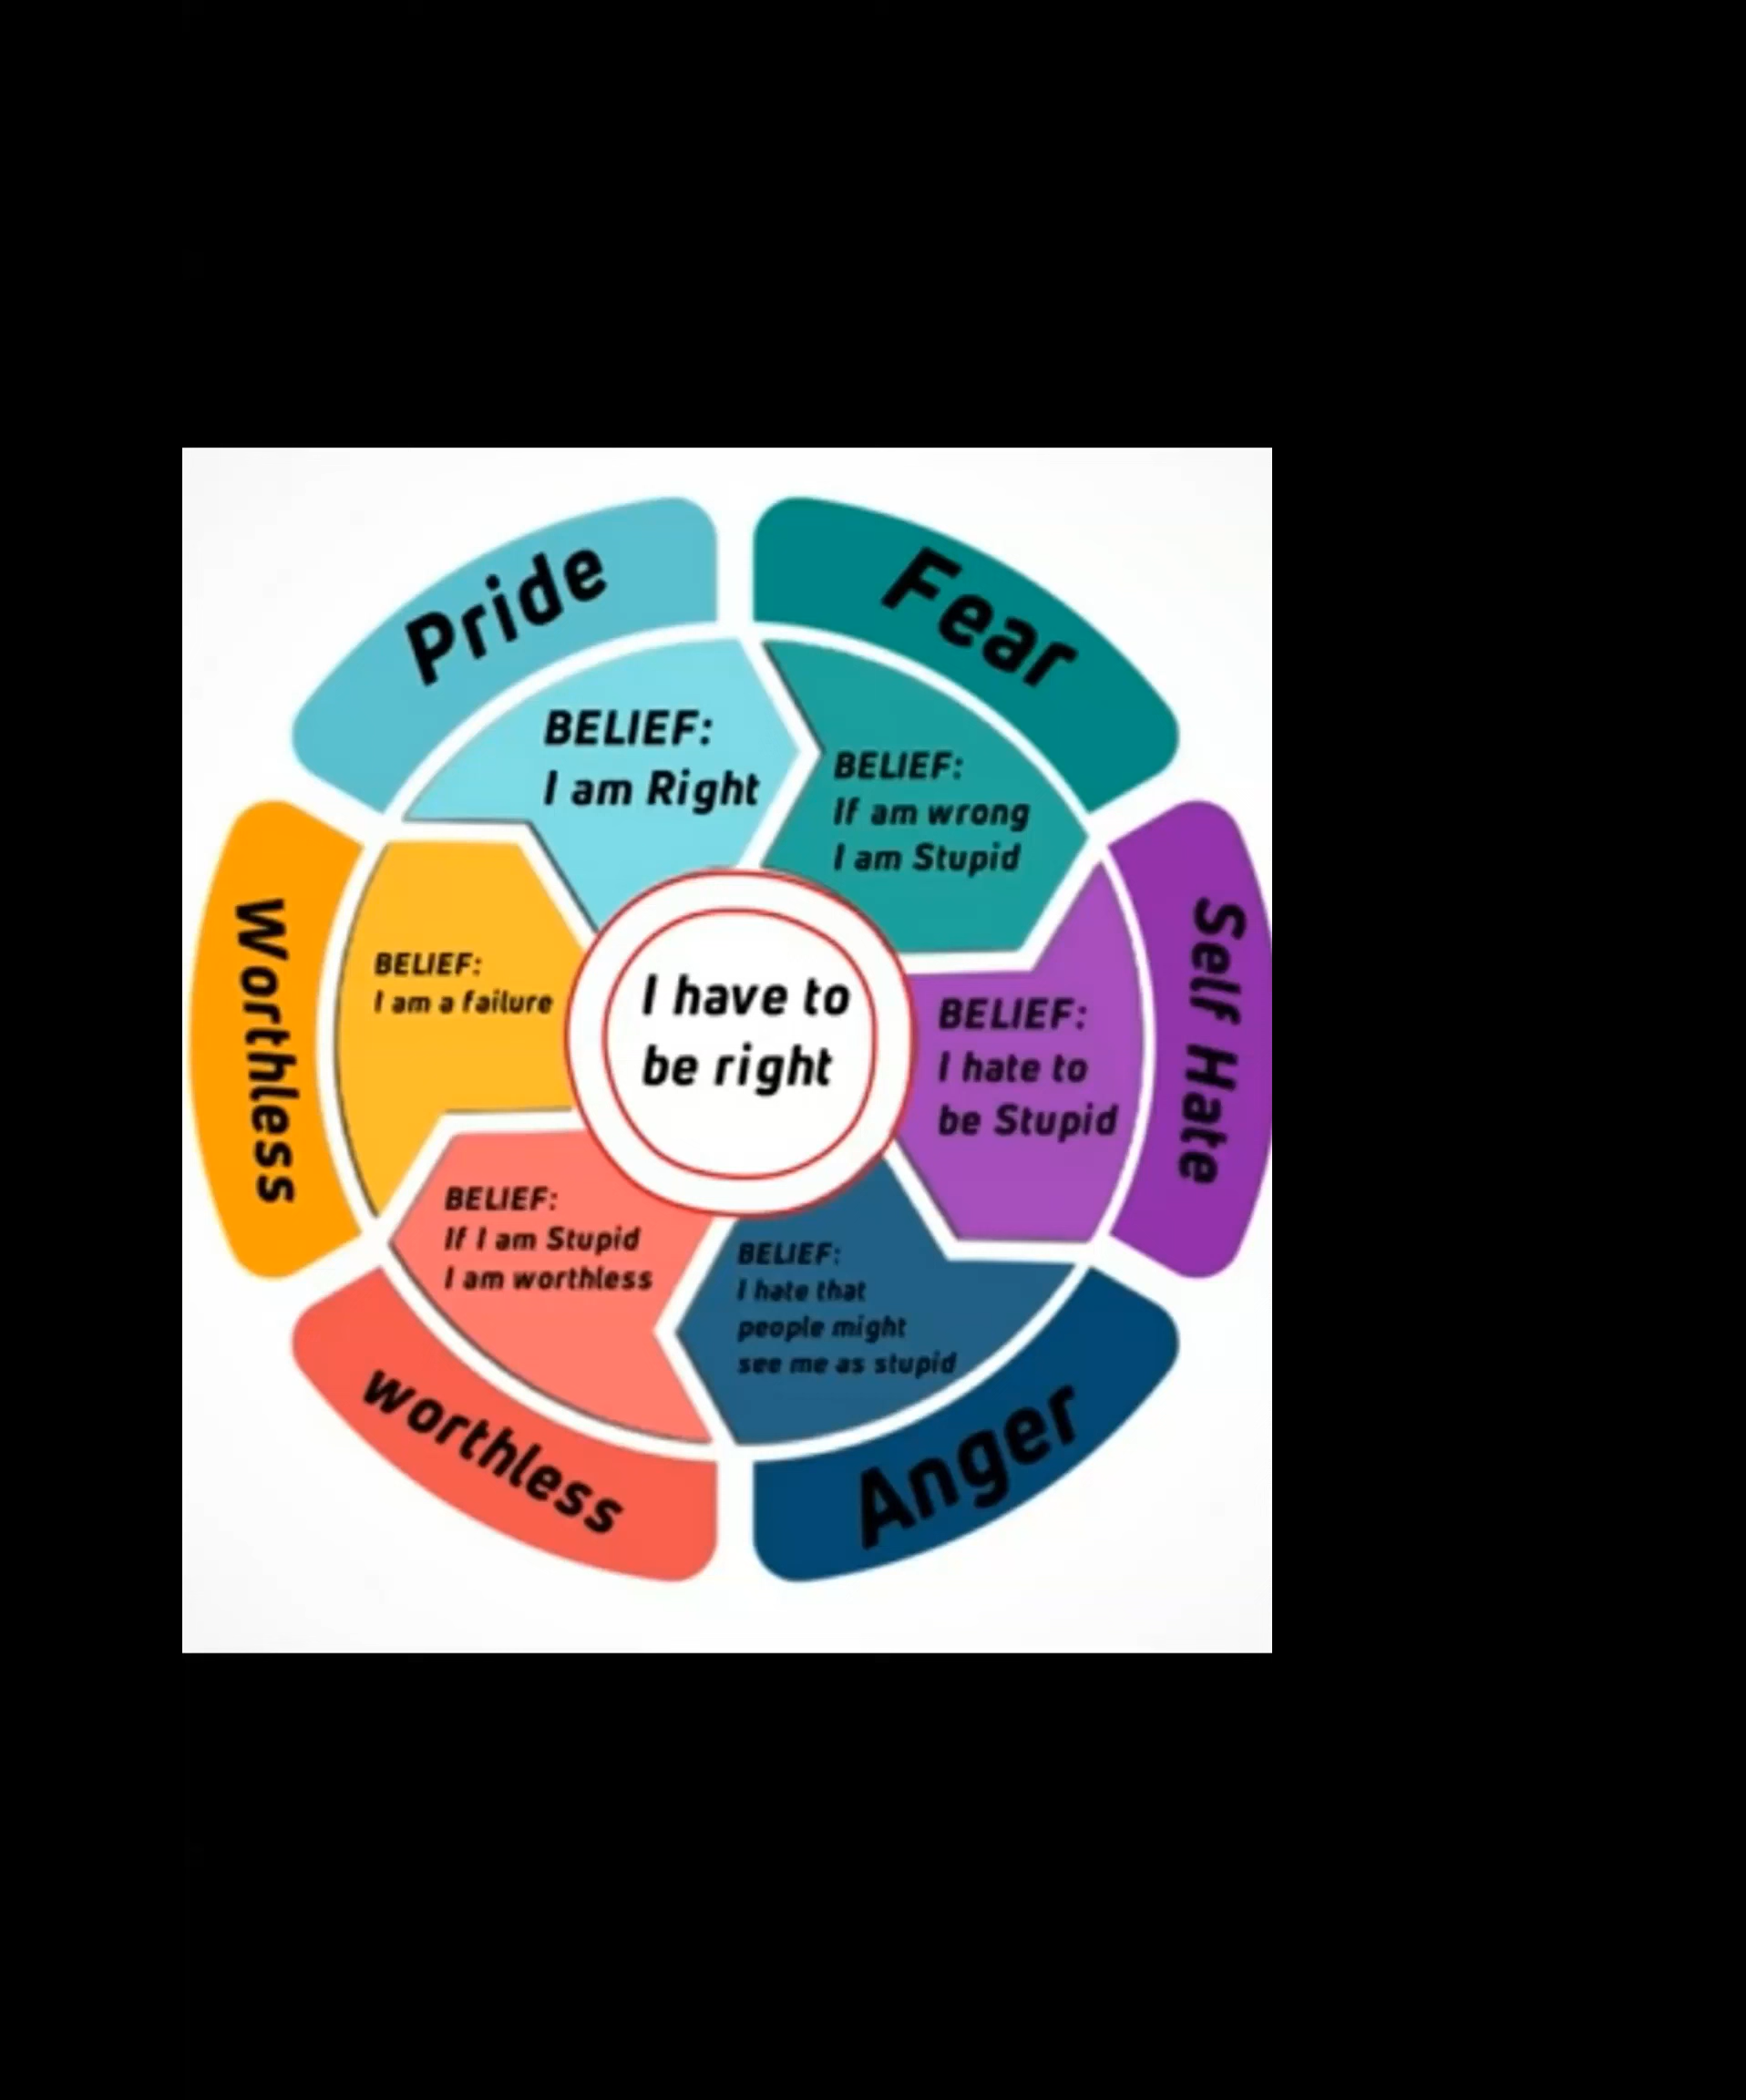 Pride
BELIEF:
I am Right
Fear
BELIEF:
If am wrong
I am Stupid
Self Hate
BELIEF:
I hate to
be Stupid
Anger
BELIEF:
I hate that
people might
see me as stupid
worthless
BELIEF:
If I am Stupid
I am worthless
Worthless
BELIEF:
I am a failure
I have to
be right